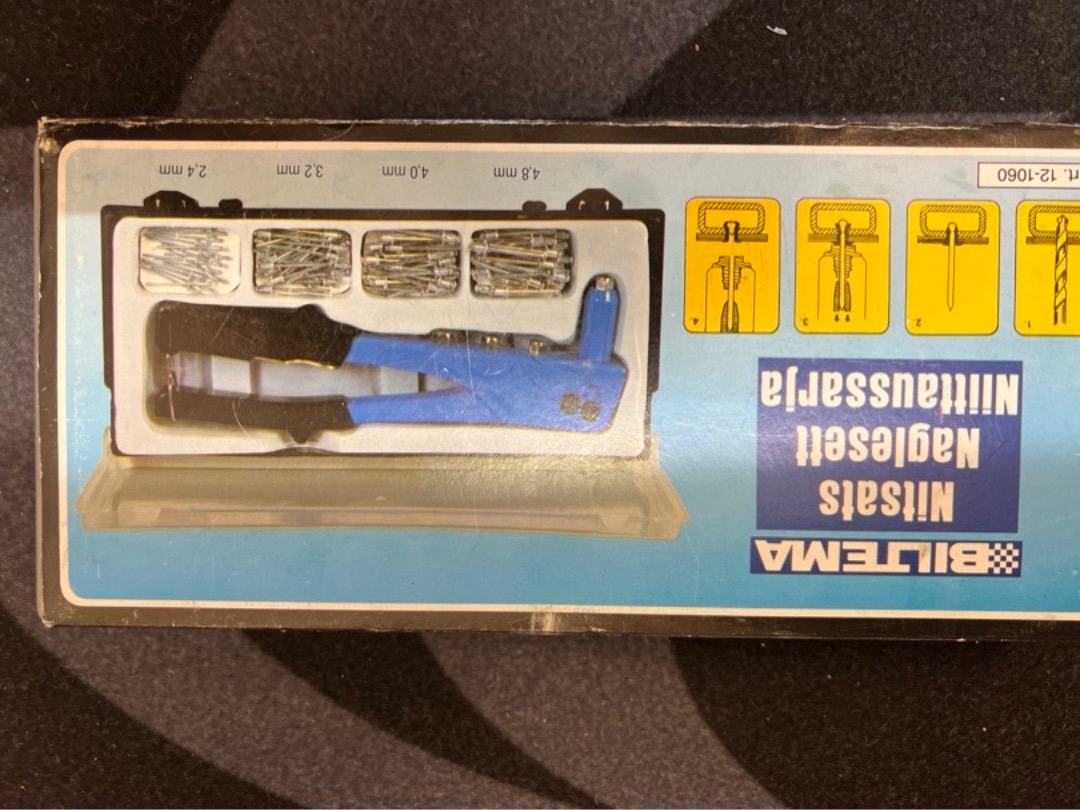 BILTEMA
Nitsats
Naglesett
Niittaussarja
1.
2.
3.
4.
rt. 12-1060
4,8 mm
4,0 mm
3,2 mm
2,4 mm